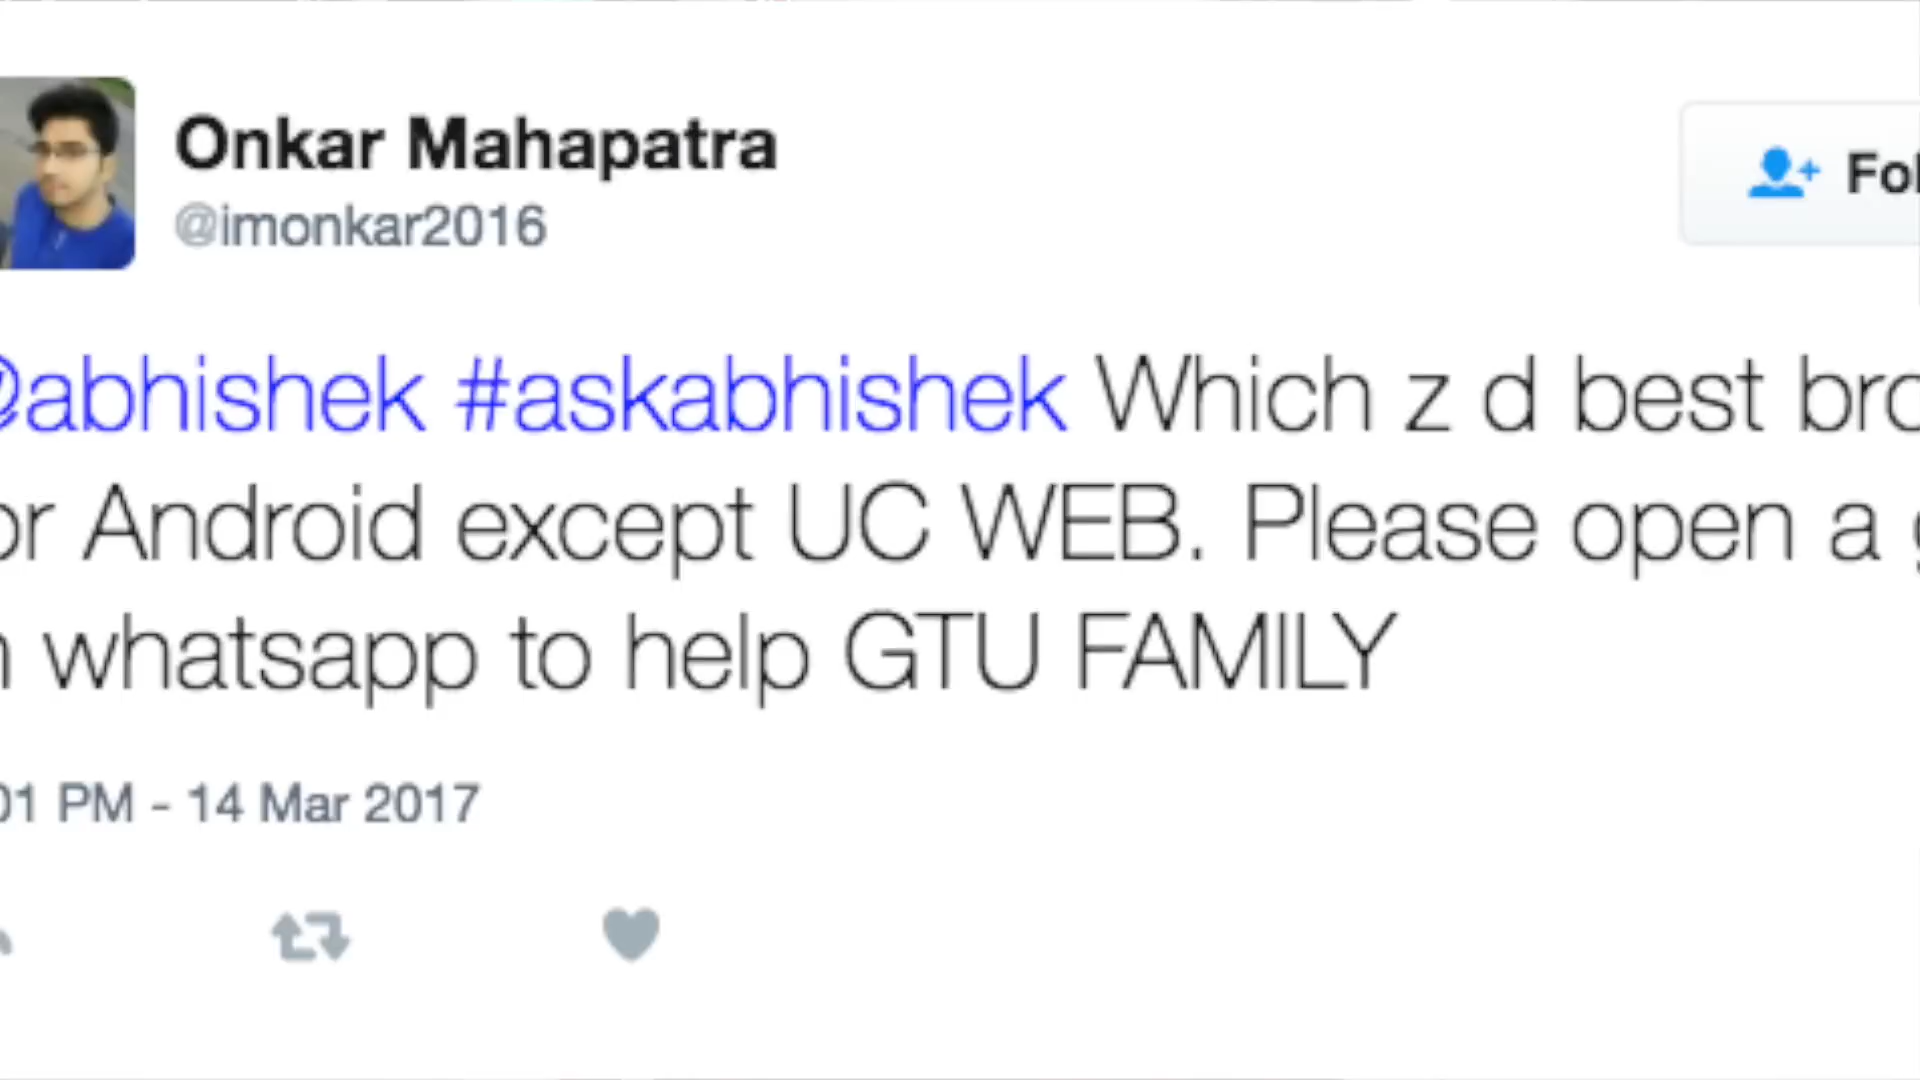 Onkar Mahapatra
@imonkar2016
Fol
@abhishek #askabhishek Which z d best bro
or Android except UC WEB. Please open a
whatsapp to help GTU FAMILY
01 PM - 14 Mar 2017